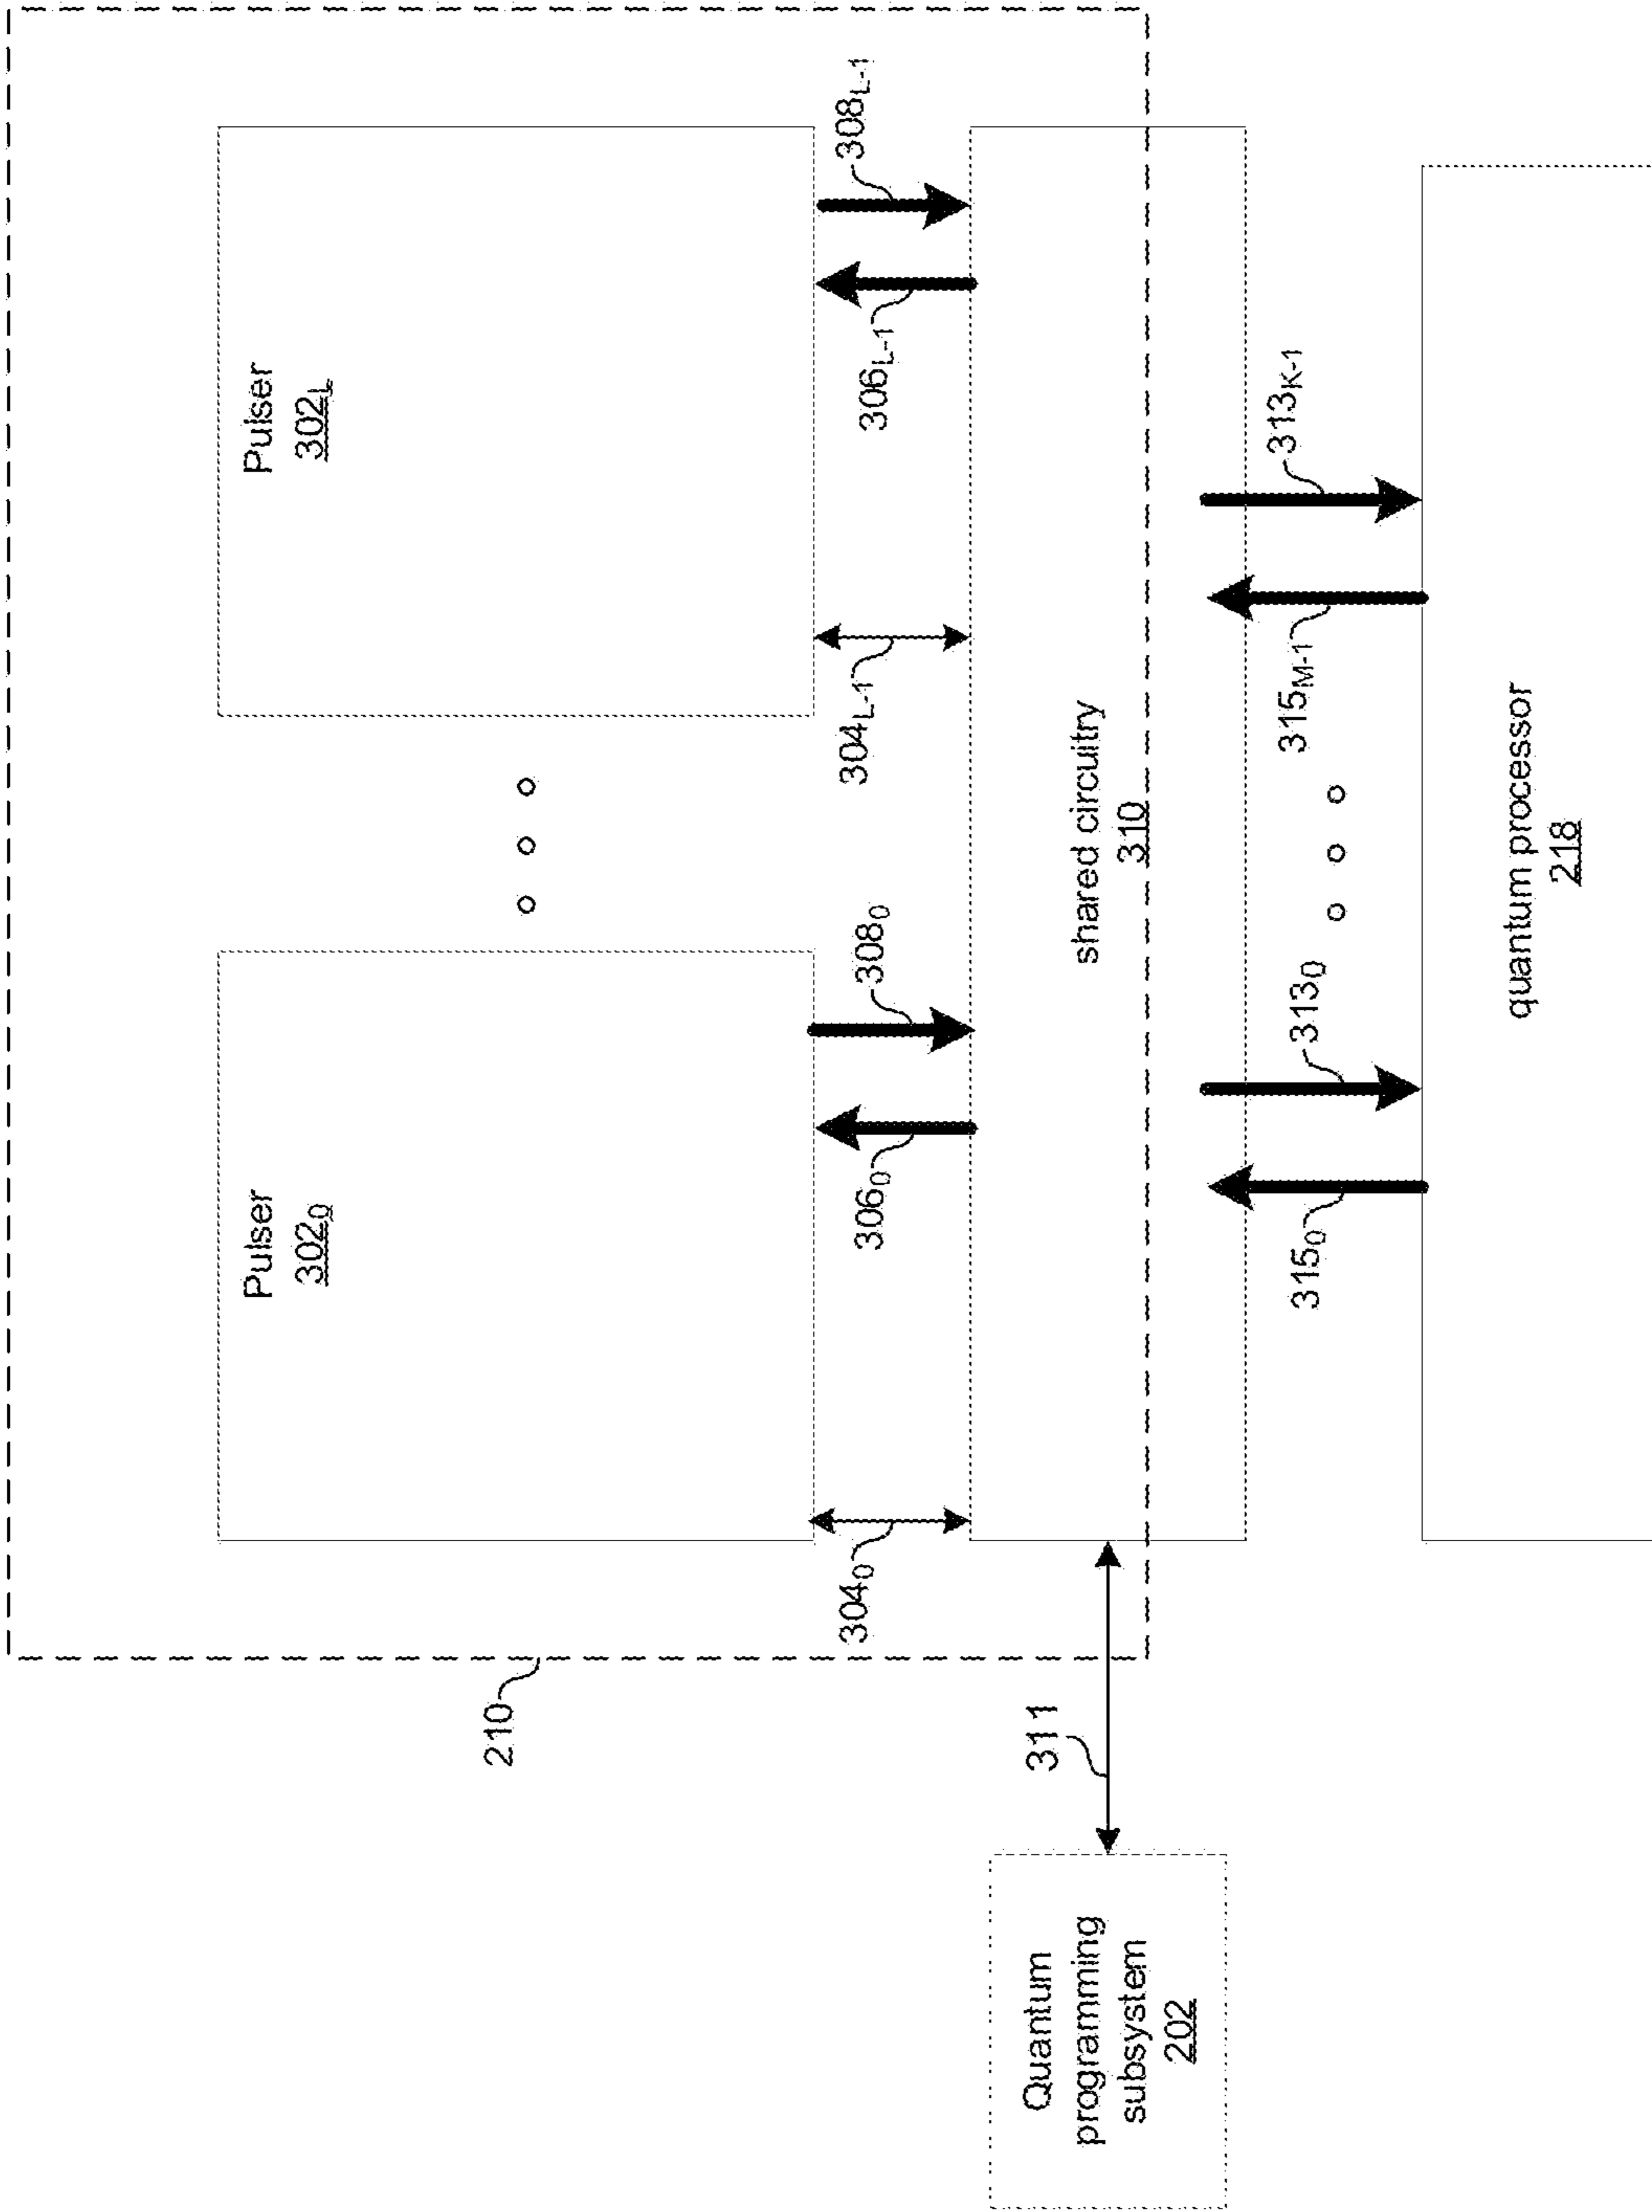 Pulser
302₀
Pulser
302L
210
304₀
306₀
308₀
304L-1
306L-1
308L-1
311
Quantum
programming
subsystem
202
shared circuitry
310
315₀
313₀
315M-1
313K-1
quantum processor
218